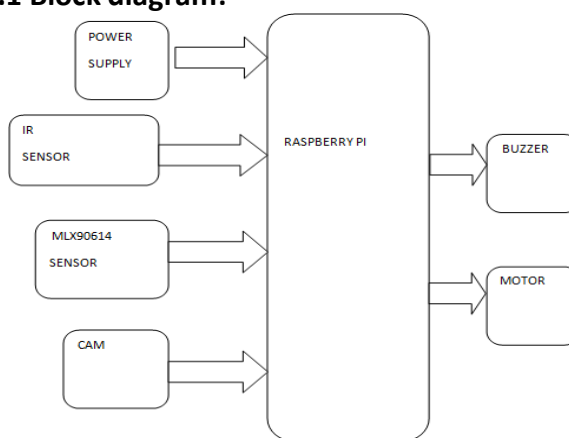 .1 Block diagram:
POWER
SUPPLY
IR
SENSOR
RASPBERRY PI
BUZZER
MLX90614
SENSOR
MOTOR
CAM